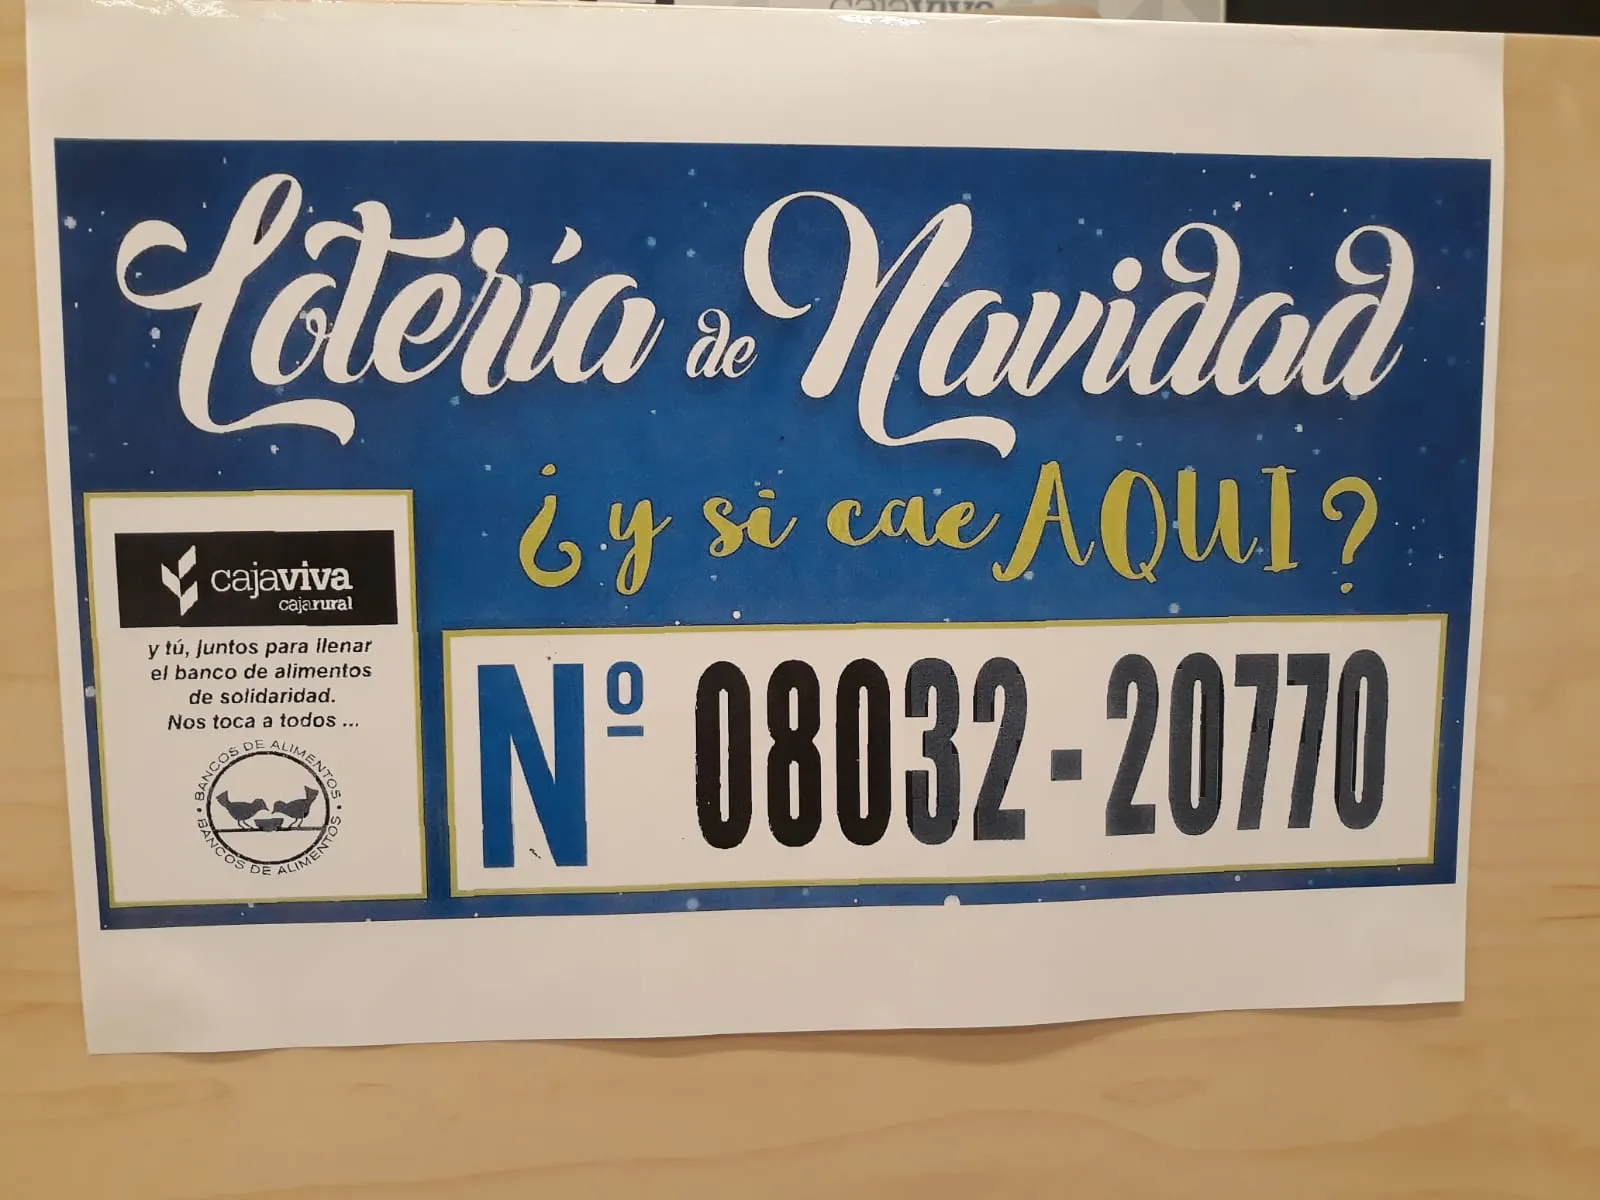 cajaviva
Lotería de Navidad
¿y si cae AQUI?
cajaviva
cajarural
y tú, juntos para llenar
el banco de alimentos
de solidaridad.
Nos toca a todos ...
BANCOS DE ALIMENTOS
BANCOS DE ALIMENTOS
Nº 08032-20770